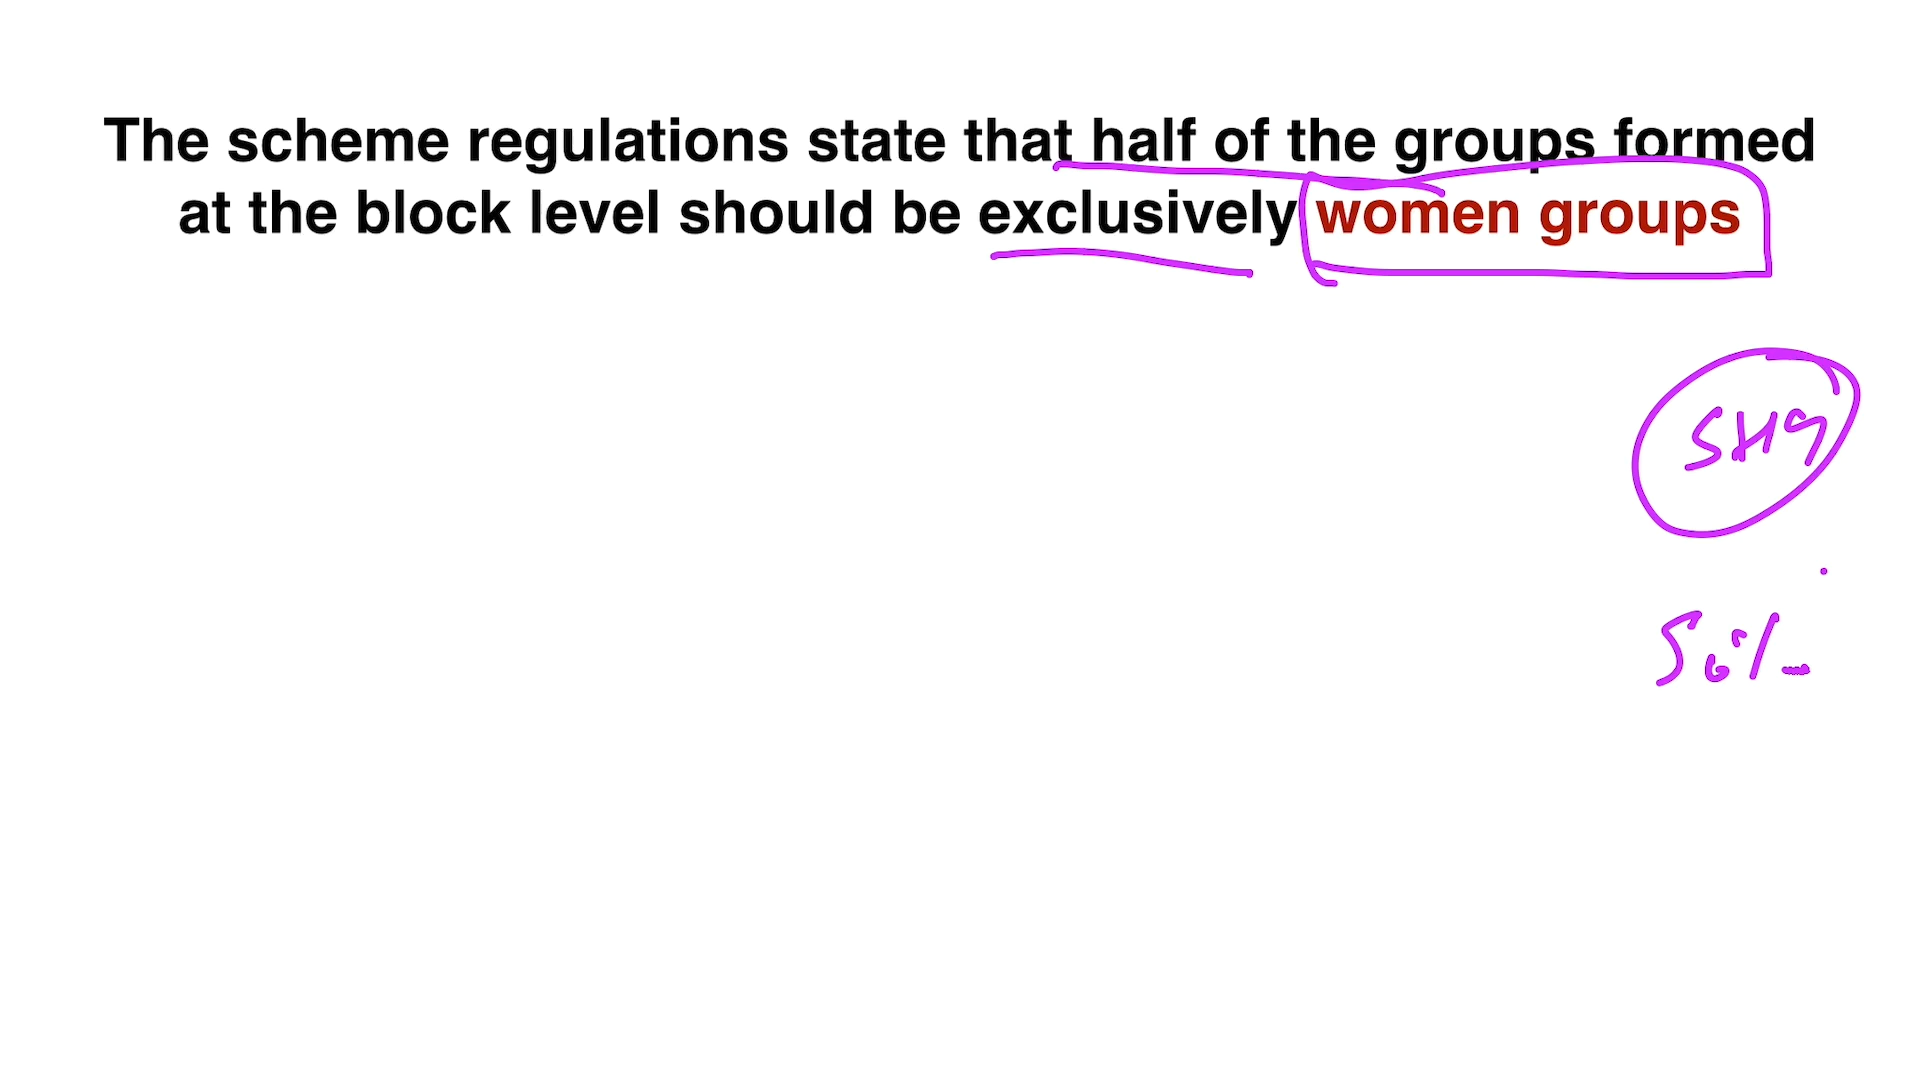 The scheme regulations state that half of the groups formed
at the block level should be exclusively women groups
SHG
50%